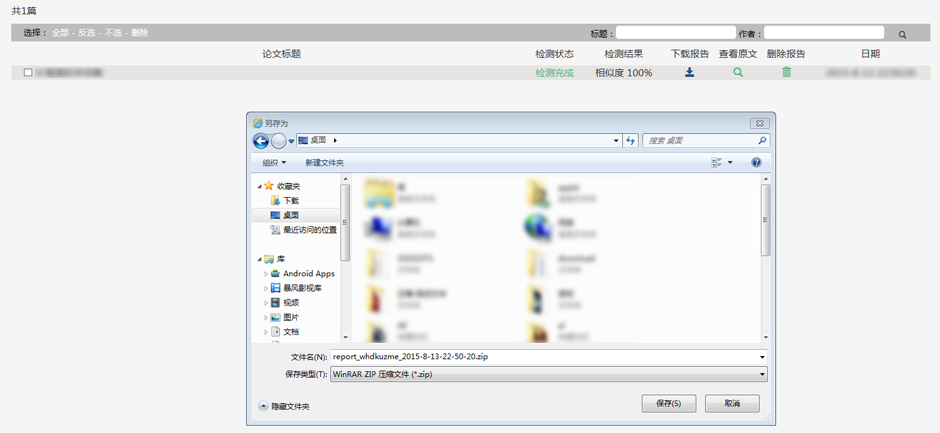 共1篇
选择： 全部 - 反选 - 不选 - 删除 标题： 作者：
论文标题 检测状态 检测结果 下载报告 查看原文 删除报告 日期
检测完成 相似度 100%
另存为
桌面 搜索 桌面
组织 新建文件夹
收藏夹
下载
桌面
最近访问的位置
库
Android Apps
暴风影视库
视频
图片
文档
文件名(N): report_whdkuzme_2015-8-13-22-50-20.zip
保存类型(T): WinRAR ZIP 压缩文件 (*.zip)
隐藏文件夹 保存(S) 取消